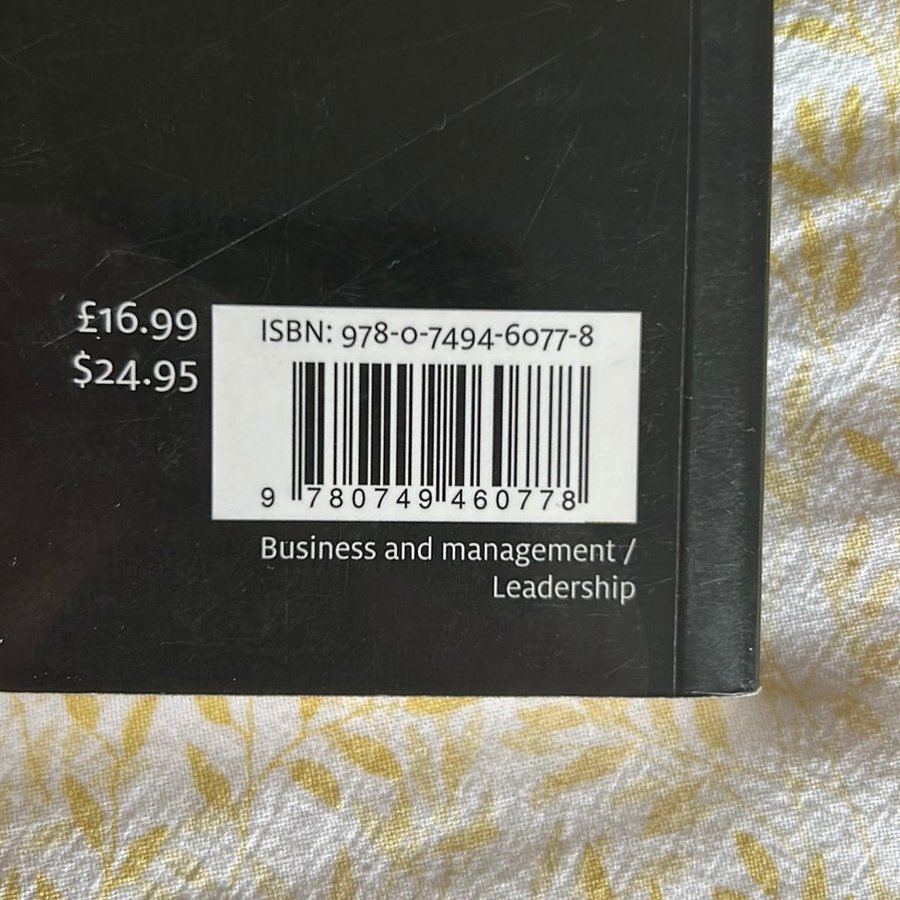 £16.99
$24.95
ISBN: 978-0-7494-6077-8
9 780749 460778
Business and management /
Leadership